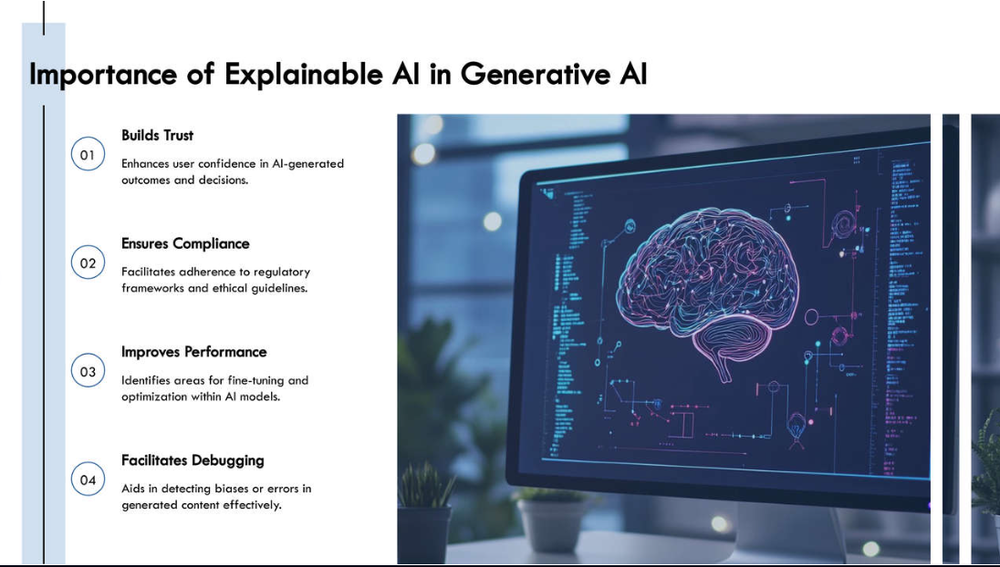 Importance of Explainable AI in Generative AI
01
Builds Trust
Enhances user confidence in AI-generated
outcomes and decisions.
02
Ensures Compliance
Facilitates adherence to regulatory
frameworks and ethical guidelines.
03
Improves Performance
Identifies areas for fine-tuning and
optimization within AI models.
04
Facilitates Debugging
Aids in detecting biases or errors in
generated content effectively.